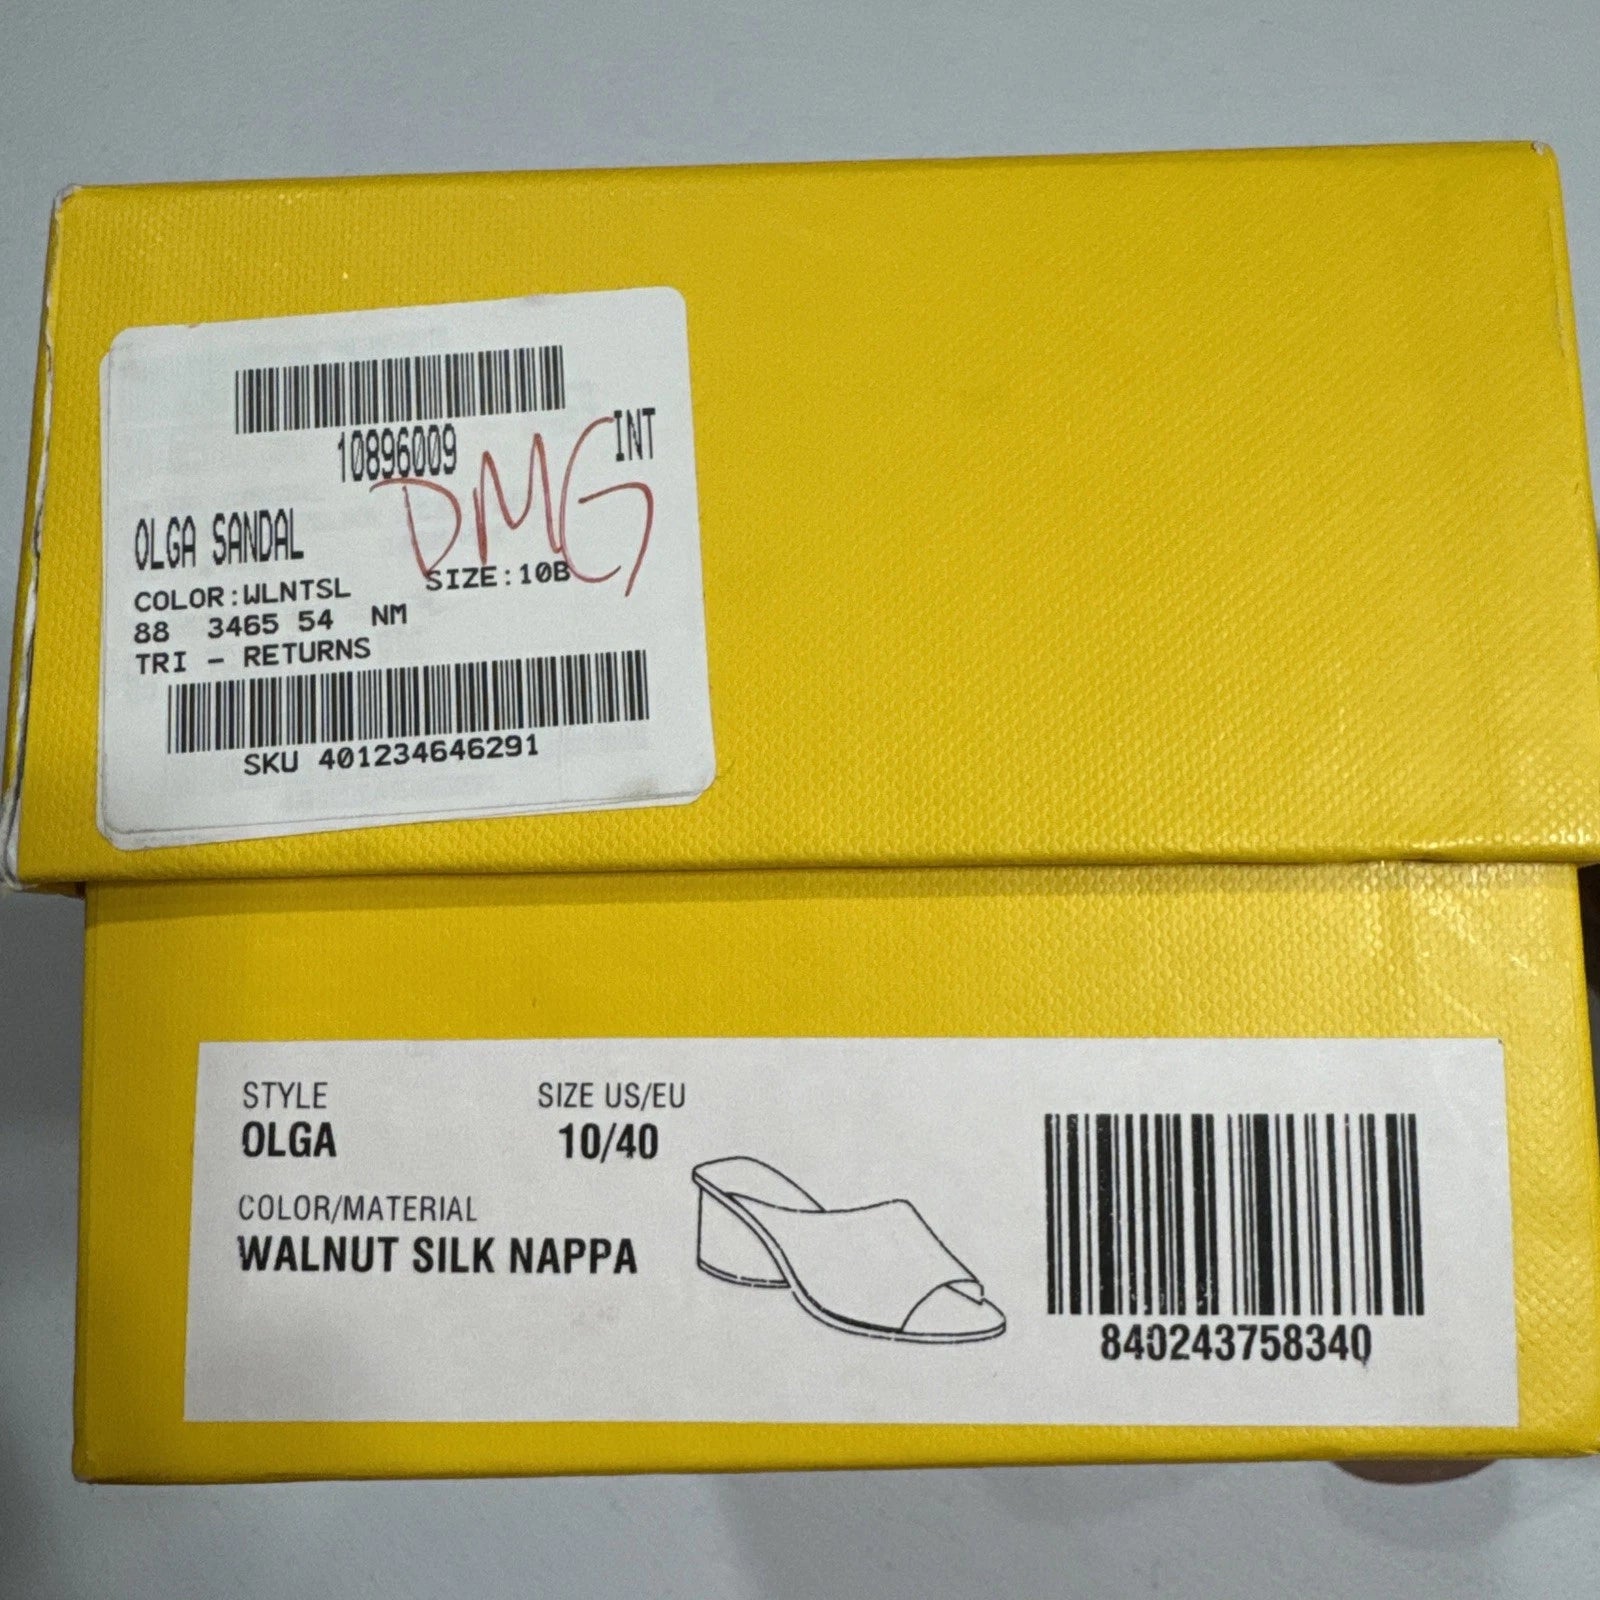 10896009
INT
DMG
OLGA SANDAL
COLOR:WLNTSL SIZE:10B
88 3465 54 NM
TRI - RETURNS
SKU 401234646291
STYLE SIZE US/EU
OLGA 10/40
COLOR/MATERIAL
WALNUT SILK NAPPA
840243758340